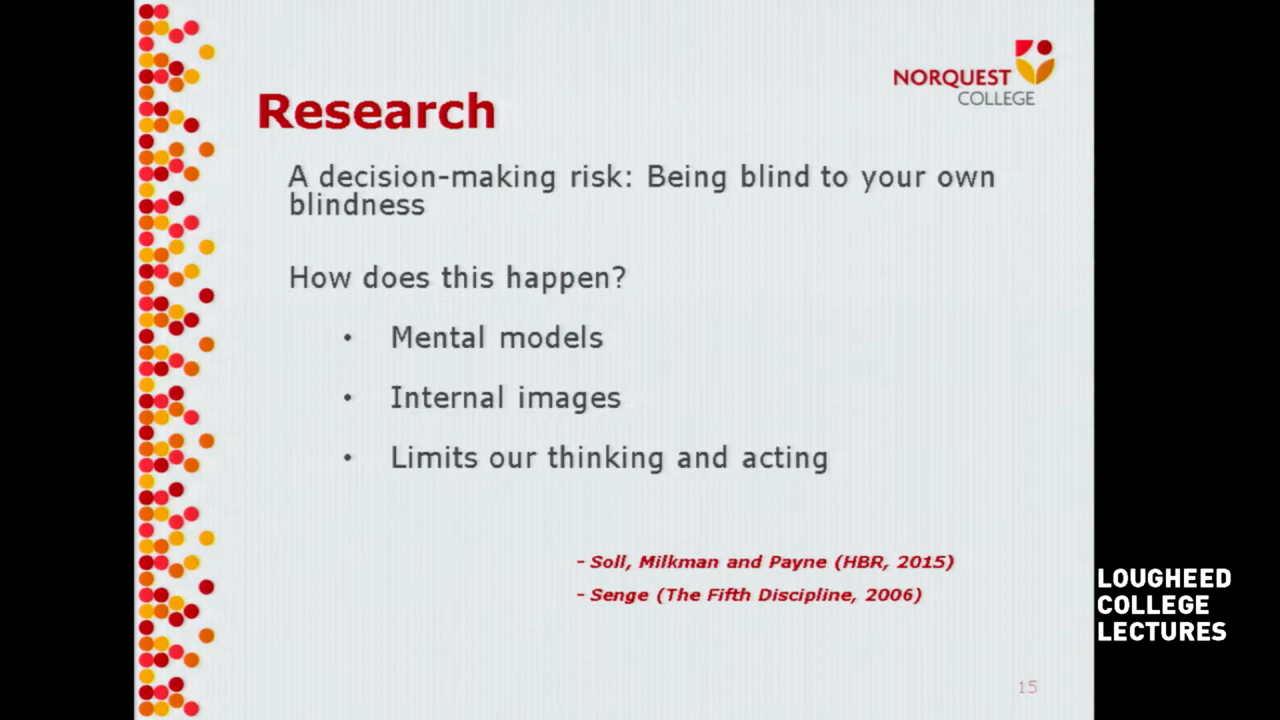 NORQUEST
COLLEGE
Research
A decision-making risk: Being blind to your own
blindness
How does this happen?
• Mental models
• Internal images
• Limits our thinking and acting
- Soll, Milkman and Payne (HBR, 2015)
- Senge (The Fifth Discipline, 2006)
LOUGHEED
COLLEGE
LECTURES
15